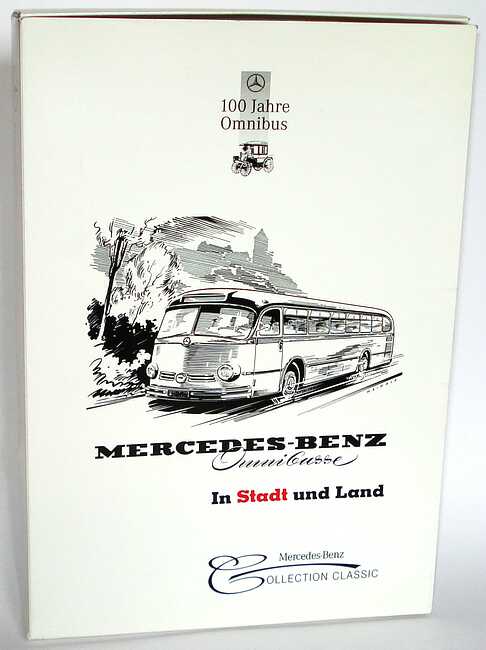 100 Jahre
Omnibus
MERCEDES-BENZ
Omnibusse
In Stadt und Land
Mercedes-Benz
COLLECTION CLASSIC